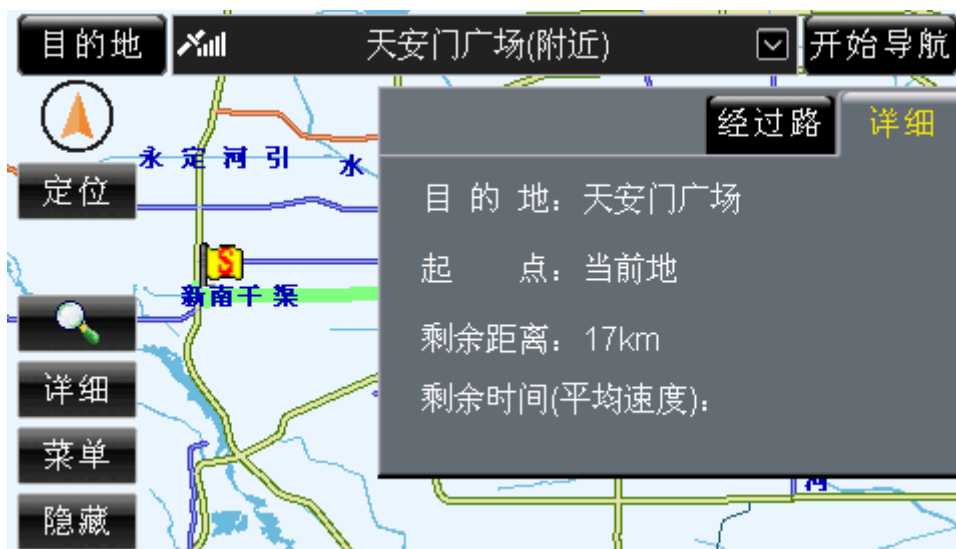 目的地 天安门广场(附近) 开始导航
经过路 详细
永定河引水
定位
目的地：天安门广场
起点：当前地
新南干渠
剩余距离：17km
详细
剩余时间(平均速度)：
菜单
河
隐藏